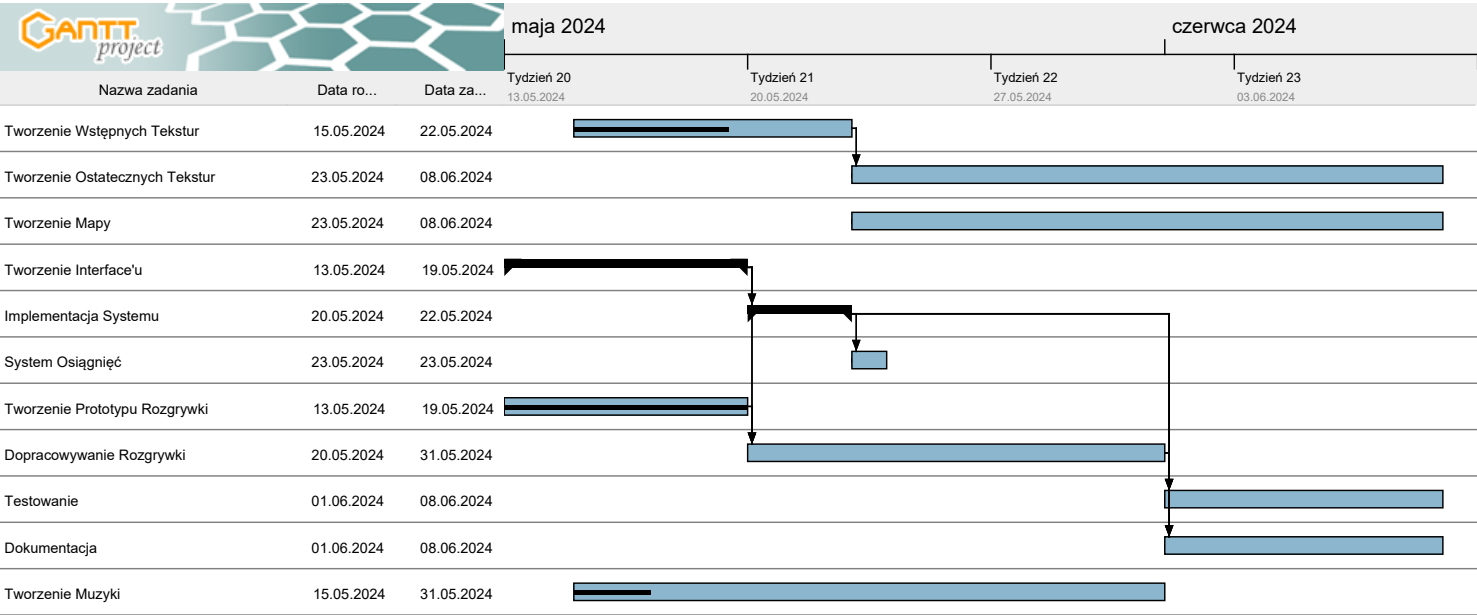 GANTT
project
maja 2024
czerwca 2024
Tydzień 20
Tydzień 21
Tydzień 22
Tydzień 23
13.05.2024
20.05.2024
27.05.2024
03.06.2024
Nazwa zadania Data ro... Data za...
Tworzenie Wstępnych Tekstur 15.05.2024 22.05.2024
Tworzenie Ostatecznych Tekstur 23.05.2024 08.06.2024
Tworzenie Mapy 23.05.2024 08.06.2024
Tworzenie Interface'u 13.05.2024 19.05.2024
Implementacja Systemu 20.05.2024 22.05.2024
System Osiągnięć 23.05.2024 23.05.2024
Tworzenie Prototypu Rozgrywki 13.05.2024 19.05.2024
Dopracowywanie Rozgrywki 20.05.2024 31.05.2024
Testowanie 01.06.2024 08.06.2024
Dokumentacja 01.06.2024 08.06.2024
Tworzenie Muzyki 15.05.2024 31.05.2024